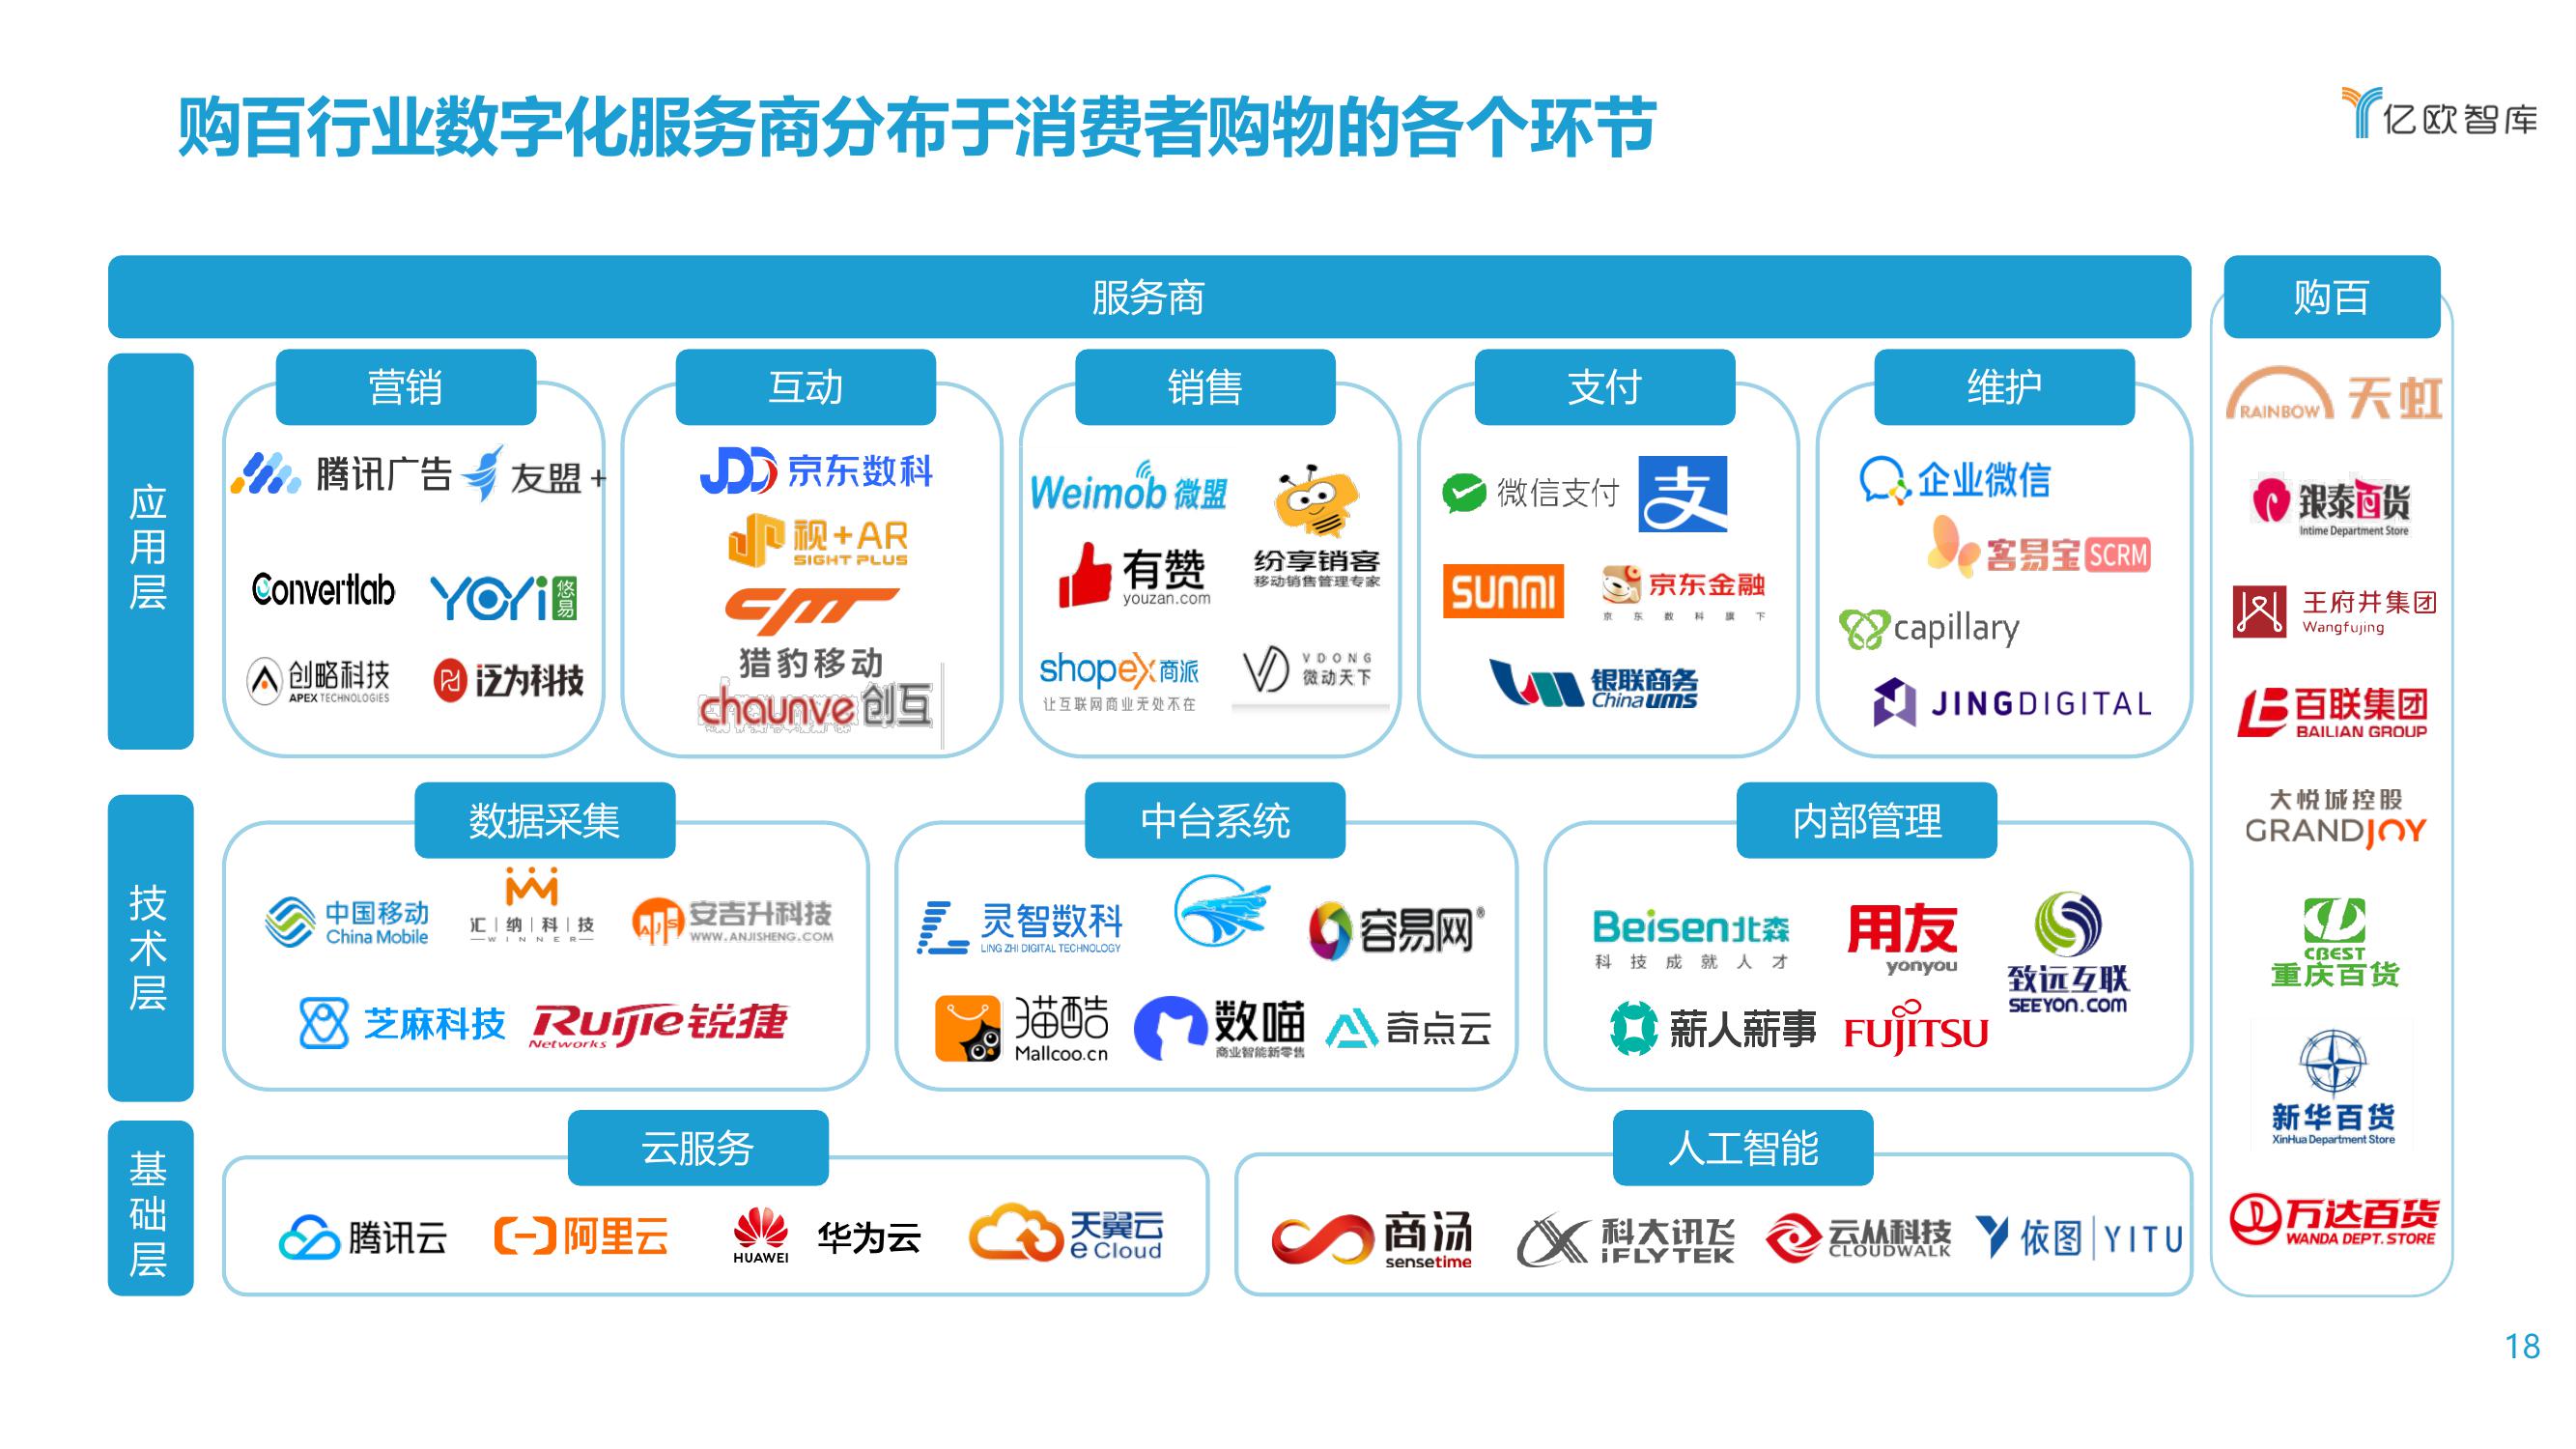 购百行业数字化服务商分布于消费者购物的各个环节
亿欧智库
服务商
购百
应用层
营销
腾讯广告
友盟+
Convertlab
YOYi 悠易
创略科技
APEX TECHNOLOGIES
泛为科技
互动
JDD 京东数科
视+AR
SIGHT PLUS
猎豹移动
chaunve 创互
销售
Weimob 微盟
纷享销客
移动销售管理专家
有赞
youzan.com
shopex 商派
让互联网商业无处不在
VDONG
微动天下
支付
微信支付
支
SUNMI
京东金融
京东数科旗下
银联商务
China ums
维护
企业微信
客易宝 SCRM
capillary
JINGDIGITAL
技术层
数据采集
中国移动
China Mobile
汇|纳|科|技
WINNER
AJS 安吉升科技
WWW.ANJISHENG.COM
芝麻科技
Ruijie 锐捷
Networks
中台系统
灵智数科
LING ZHI DIGITAL TECHNOLOGY
容易网®
猫酷
Mallcoo.cn
数喵
商业智能新零售
奇点云
内部管理
Beisen 北森
科技成就人才
用友
yonyou
致远互联
SEEYON.COM
薪人薪事
FUJITSU
基础层
云服务
腾讯云
阿里云
HUAWEI
华为云
天翼云
e Cloud
人工智能
商汤
sensetime
科大讯飞
iFLYTEK
云从科技
CLOUDWALK
依图|YITU
RAINBOW 天虹
银泰百货
Intime Department Store
王府井集团
Wangfujing
百联集团
BAILIAN GROUP
大悦城控股
GRANDJOY
CBEST
重庆百货
新华百货
XinHua Department Store
万达百货
WANDA DEPT. STORE
18